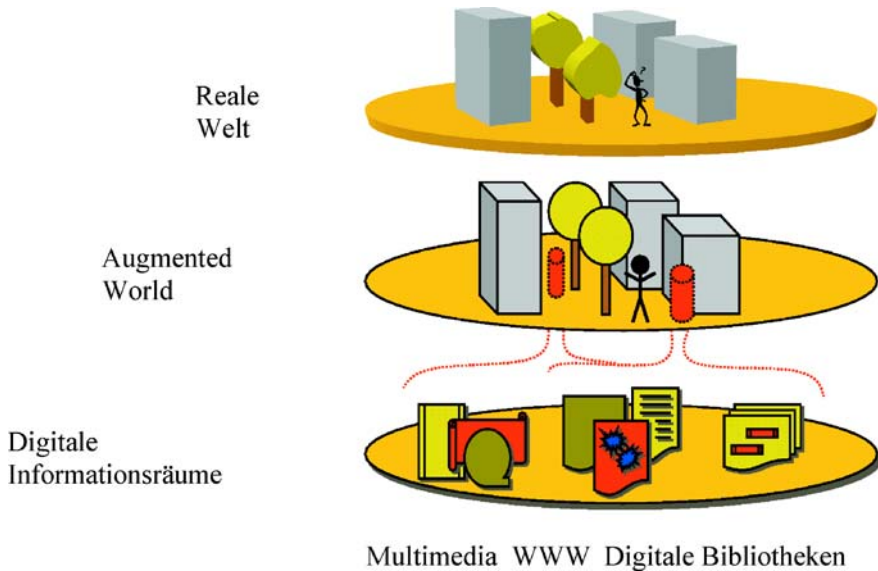 Reale
Welt
Augmented
World
Digitale
Informationsräume
Multimedia WWW Digitale Bibliotheken